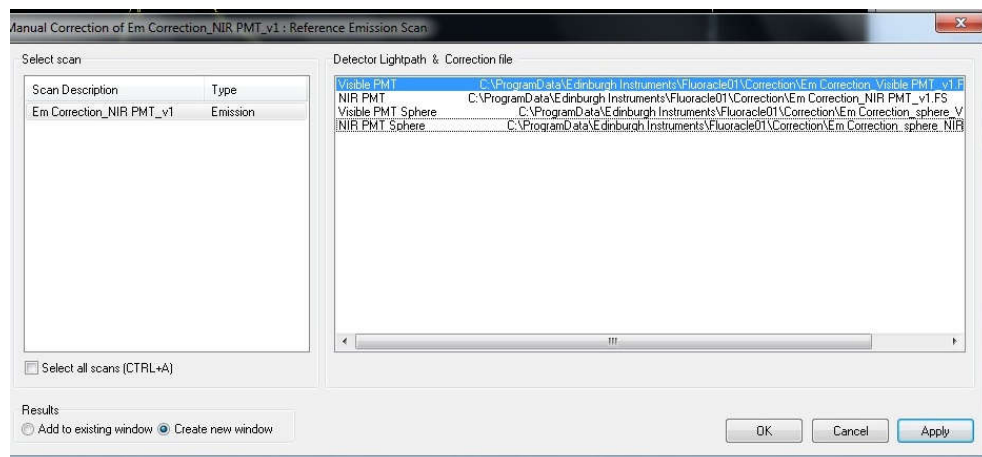 Manual Correction of Em Correction_NIR PMT_v1 : Reference Emission Scan
Select scan
Scan Description Type
Em Correction_NIR PMT_v1 Emission
Select all scans (CTRL+A)
Detector Lightpath & Correction file
Visible PMT C:\ProgramData\Edinburgh Instruments\Fluoracle01\Correction\Em Correction_Visible PMT_v1.F
NIR PMT C:\ProgramData\Edinburgh Instruments\Fluoracle01\Correction\Em Correction_NIR PMT_v1.FS
Visible PMT Sphere C:\ProgramData\Edinburgh Instruments\Fluoracle01\Correction\Em Correction_sphere_V
NIR PMT Sphere C:\ProgramData\Edinburgh Instruments\Fluoracle01\Correction\Em Correction_sphere_NIR
Results
Add to existing window Create new window
OK Cancel Apply